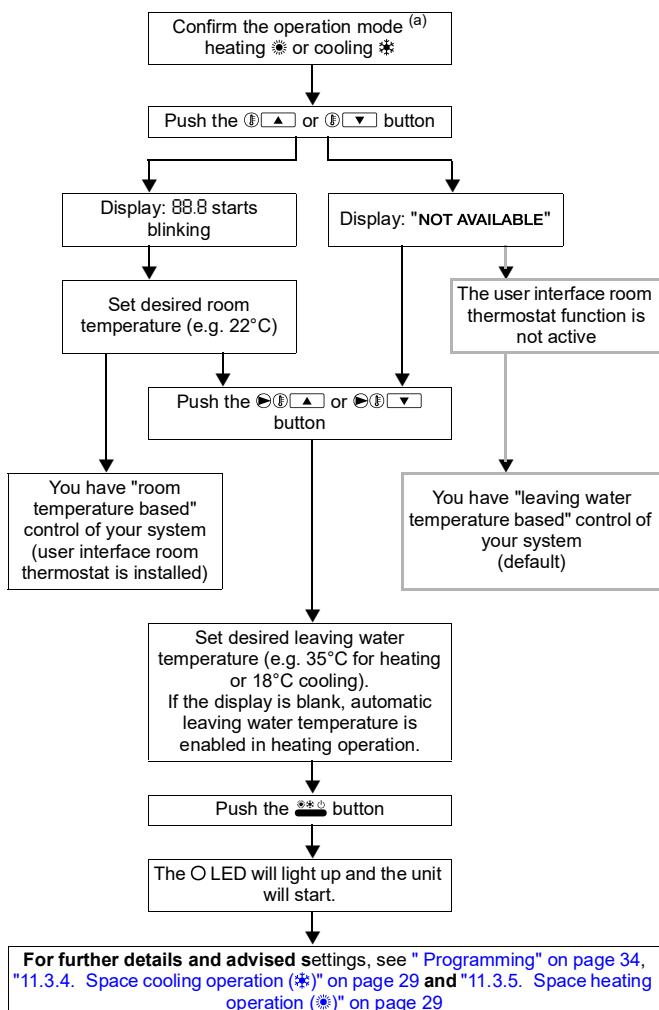 Confirm the operation mode (a)
heating ☀ or cooling ❄
Push the ▲ or ▼ button
Display: 88.8 starts
blinking
Display: "NOT AVAILABLE"
Set desired room
temperature (e.g. 22°C)
The user interface room
thermostat function is
not active
Push the ▲ or ▼
button
You have "room
temperature based"
control of your system
(user interface room
thermostat is installed)
You have "leaving water
temperature based" control of
your system
(default)
Set desired leaving water
temperature (e.g. 35°C for heating
or 18°C cooling).
If the display is blank, automatic
leaving water temperature is
enabled in heating operation.
Push the button
The O LED will light up and the unit
will start.
For further details and advised settings, see " Programming" on page 34,
"11.3.4. Space cooling operation (❄)" on page 29 and "11.3.5. Space heating
operation (☀)" on page 29